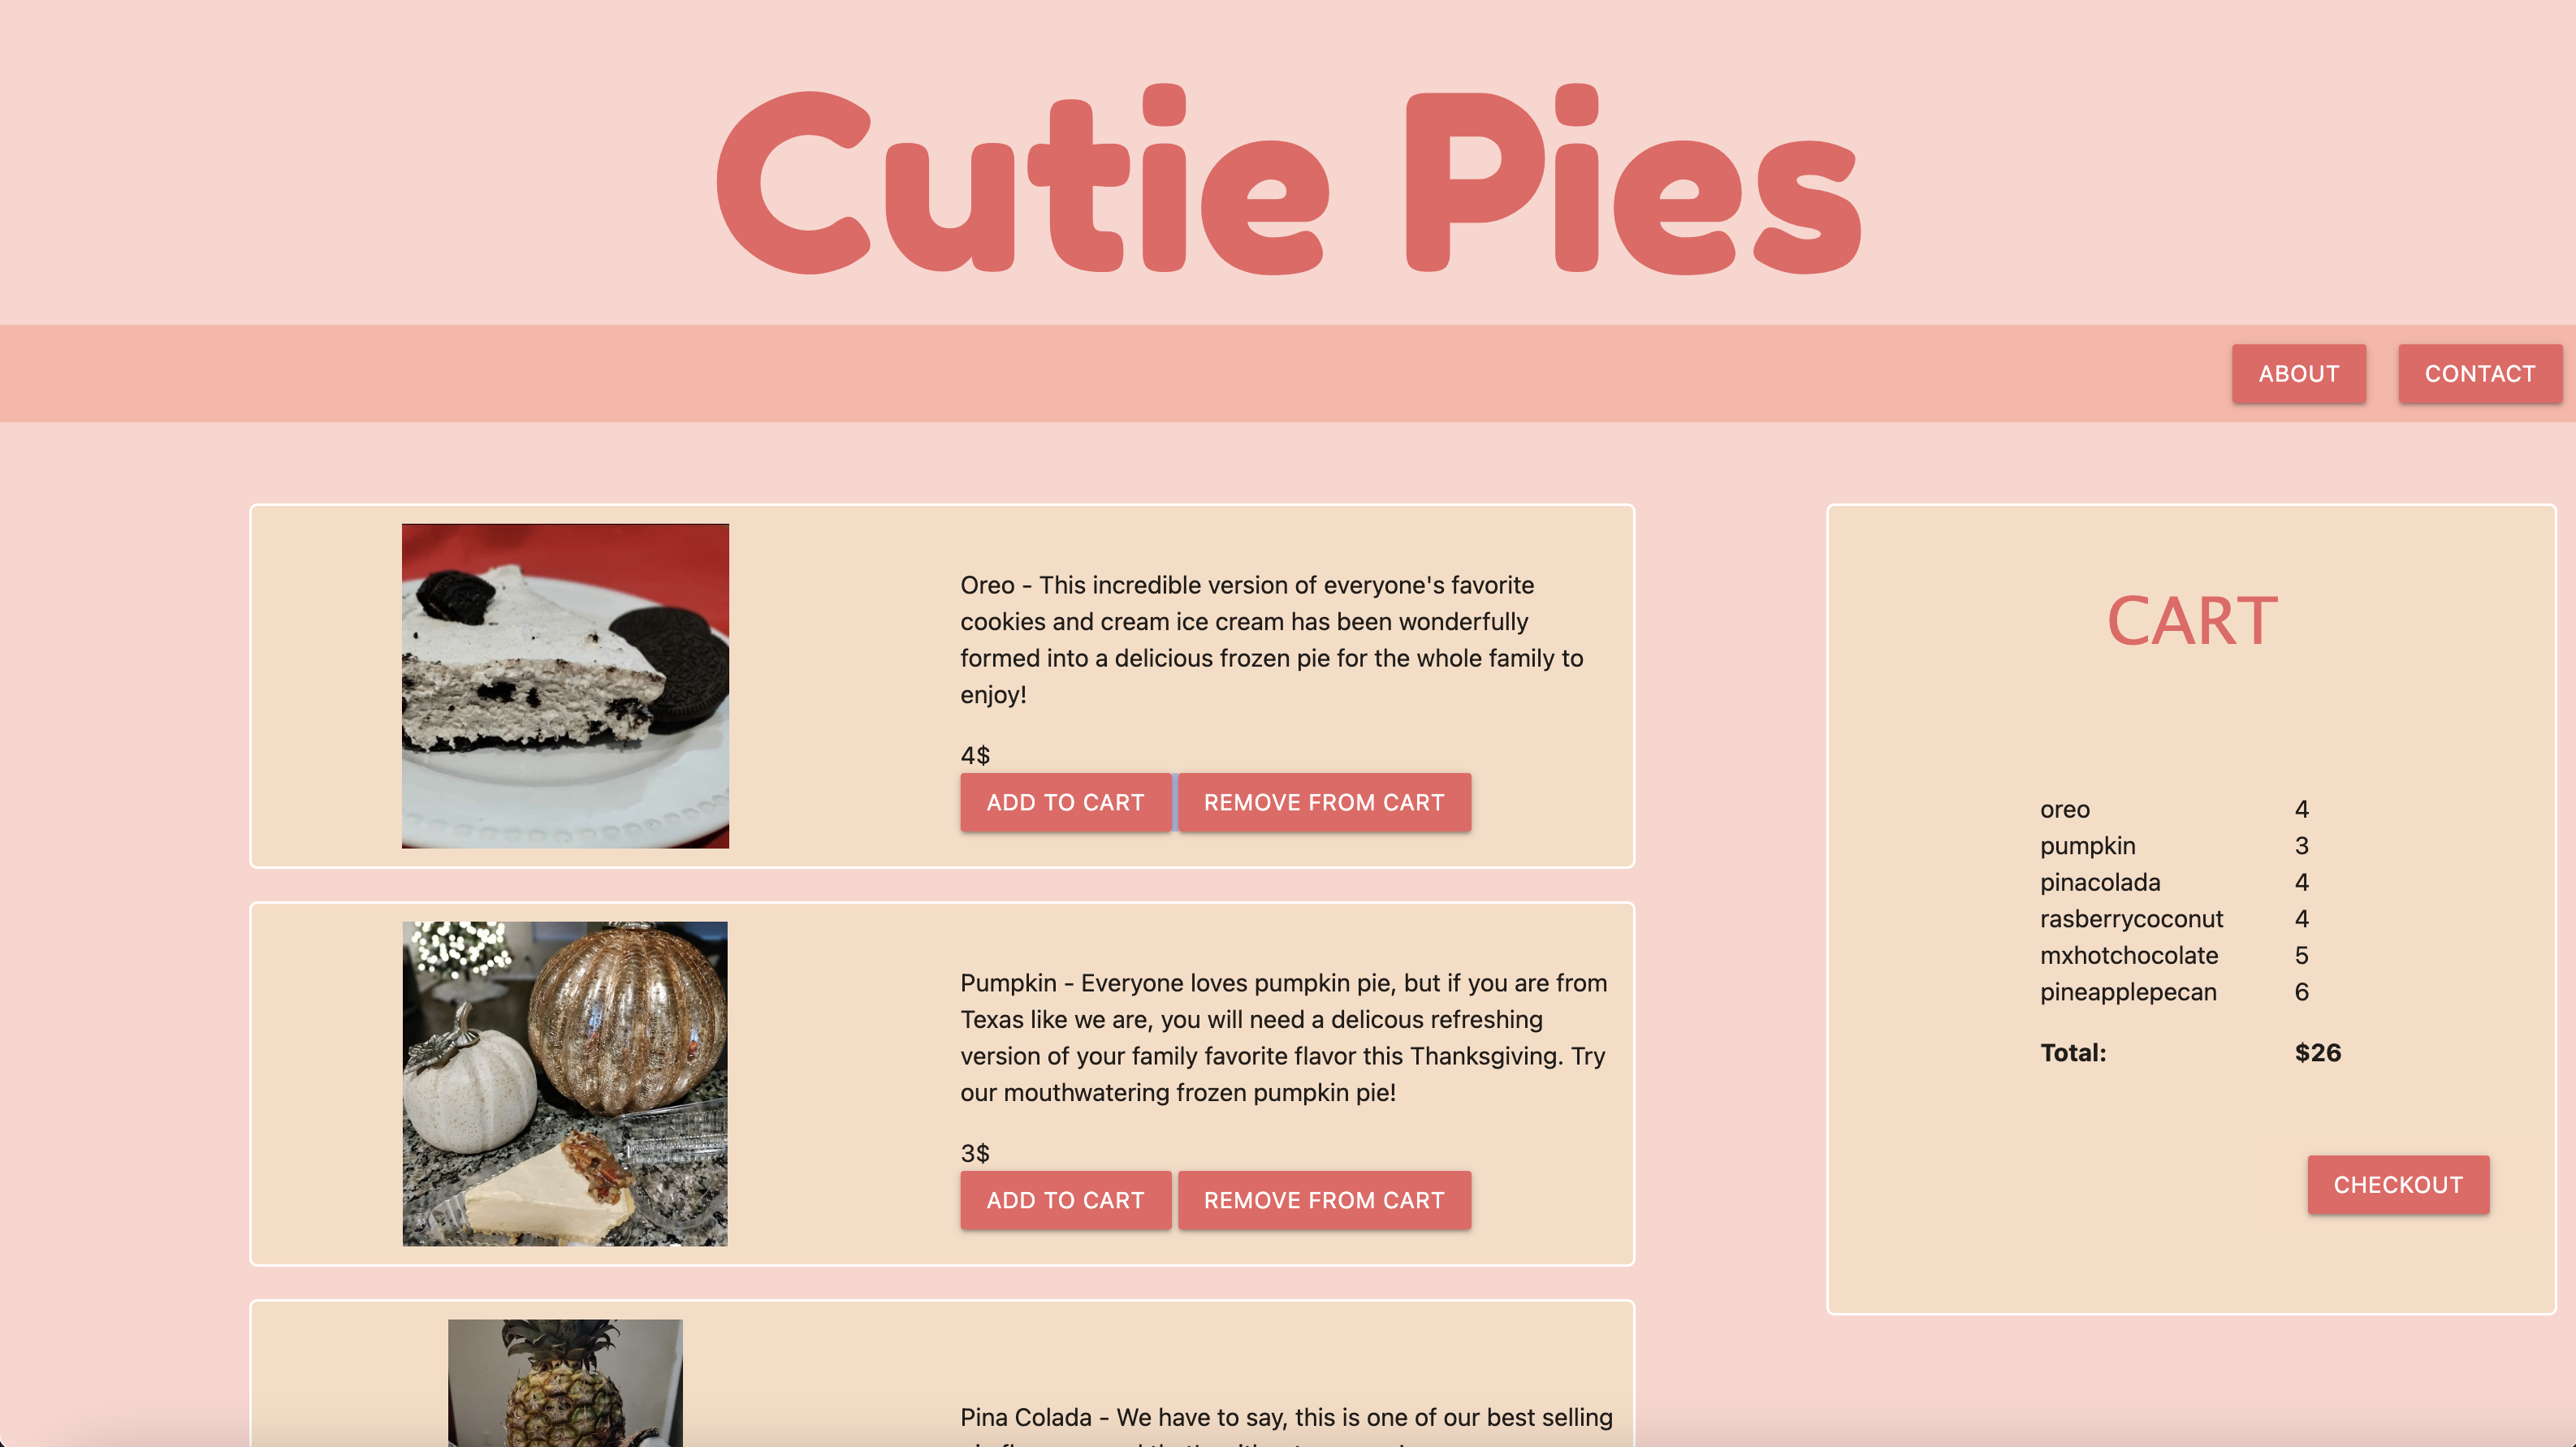 Cutie Pies
ABOUT CONTACT
Oreo - This incredible version of everyone's favorite
cookies and cream ice cream has been wonderfully
formed into a delicious frozen pie for the whole family to
enjoy!
4$
ADD TO CART REMOVE FROM CART
Pumpkin - Everyone loves pumpkin pie, but if you are from
Texas like we are, you will need a delicous refreshing
version of your family favorite flavor this Thanksgiving. Try
our mouthwatering frozen pumpkin pie!
3$
ADD TO CART REMOVE FROM CART
Pina Colada - We have to say, this is one of our best selling
CART
oreo 4
pumpkin 3
pinacolada 4
rasberrycoconut 4
mxhotchocolate 5
pineapplepecan 6
Total: $26
CHECKOUT